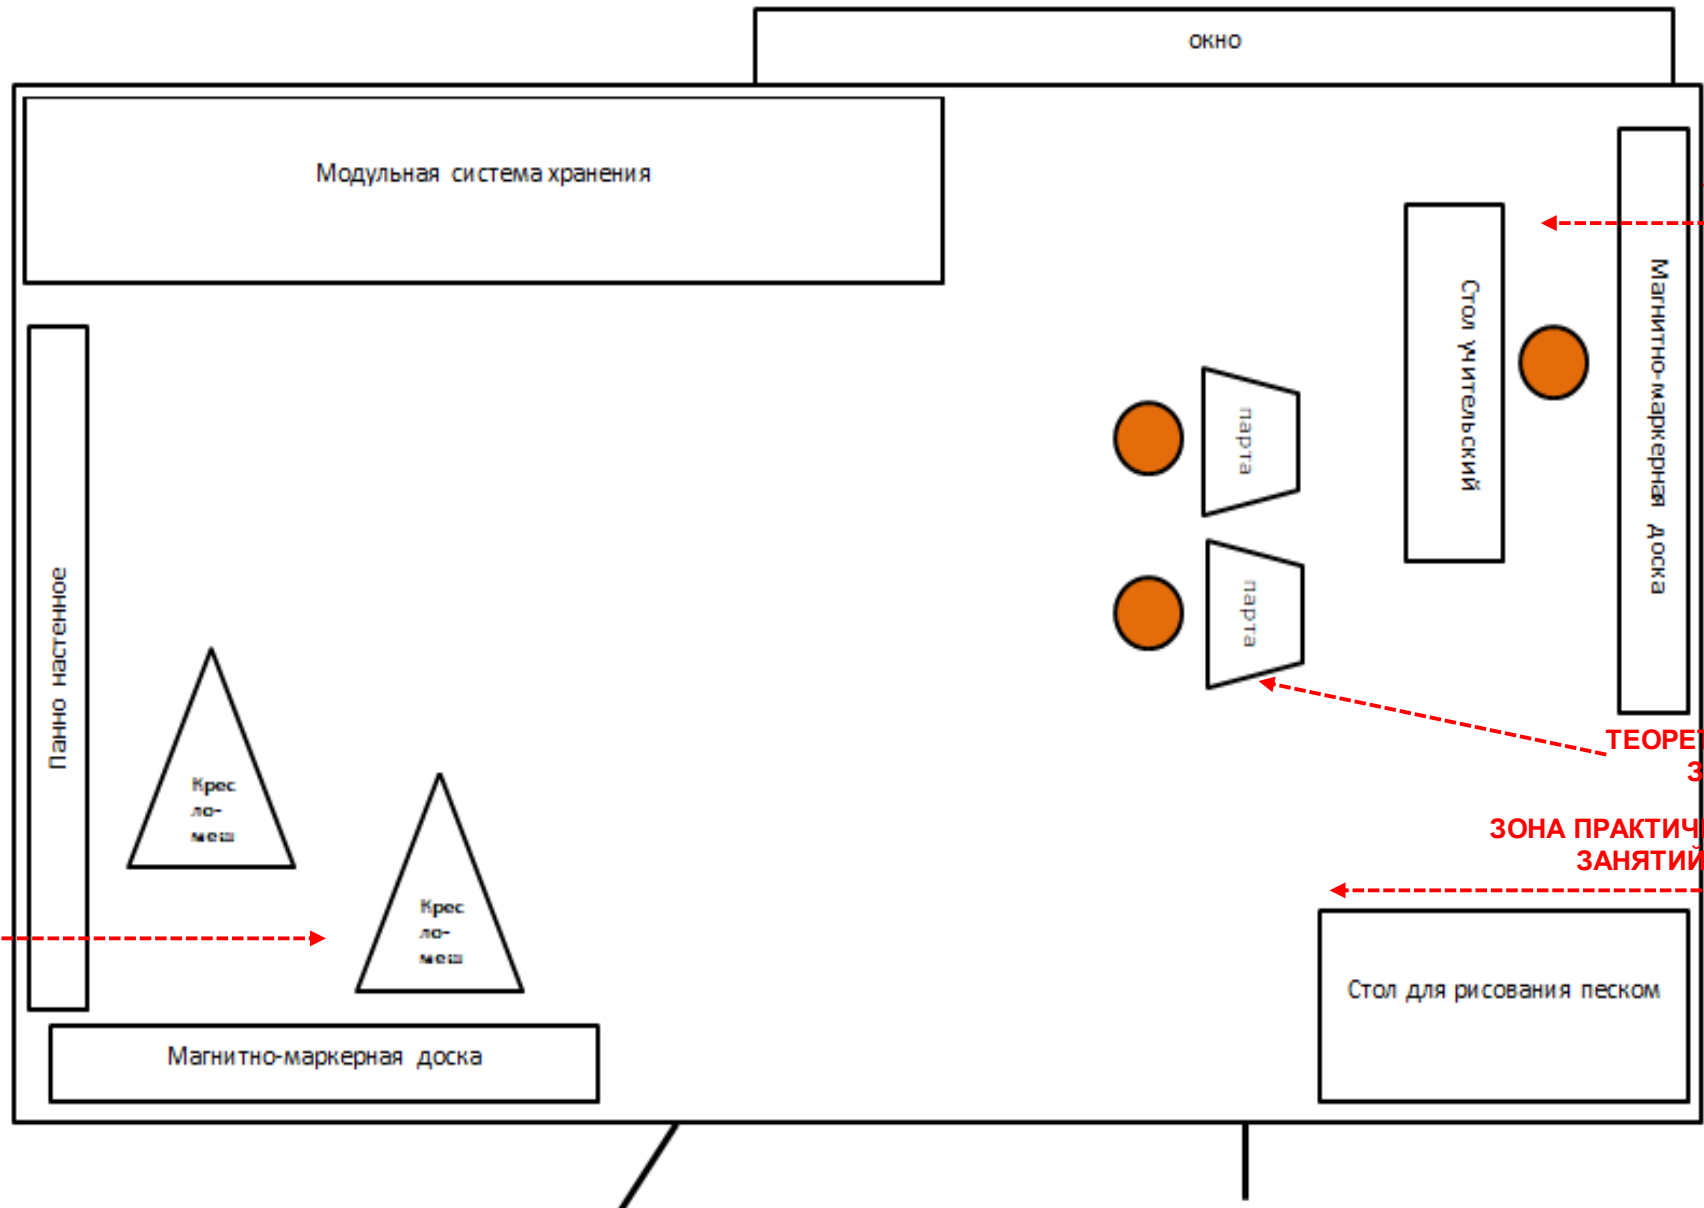 окно
Модульная система хранения
Магнитно-маркерная доска
Стол учительский
парта
парта
Панно настенное
Крес
ло-
меш
Крес
ло-
меш
ЗОНА
ЗАНЯТИЙ
Стол для рисования песком
Магнитно-маркерная доска